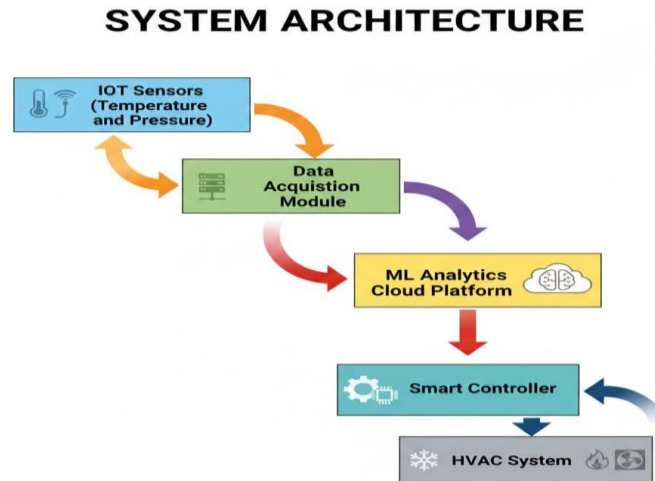 SYSTEM ARCHITECTURE
IOT Sensors
(Temperature
and Pressure)
Data
Acquistion
Module
ML Analytics
Cloud Platform
Smart Controller
HVAC System